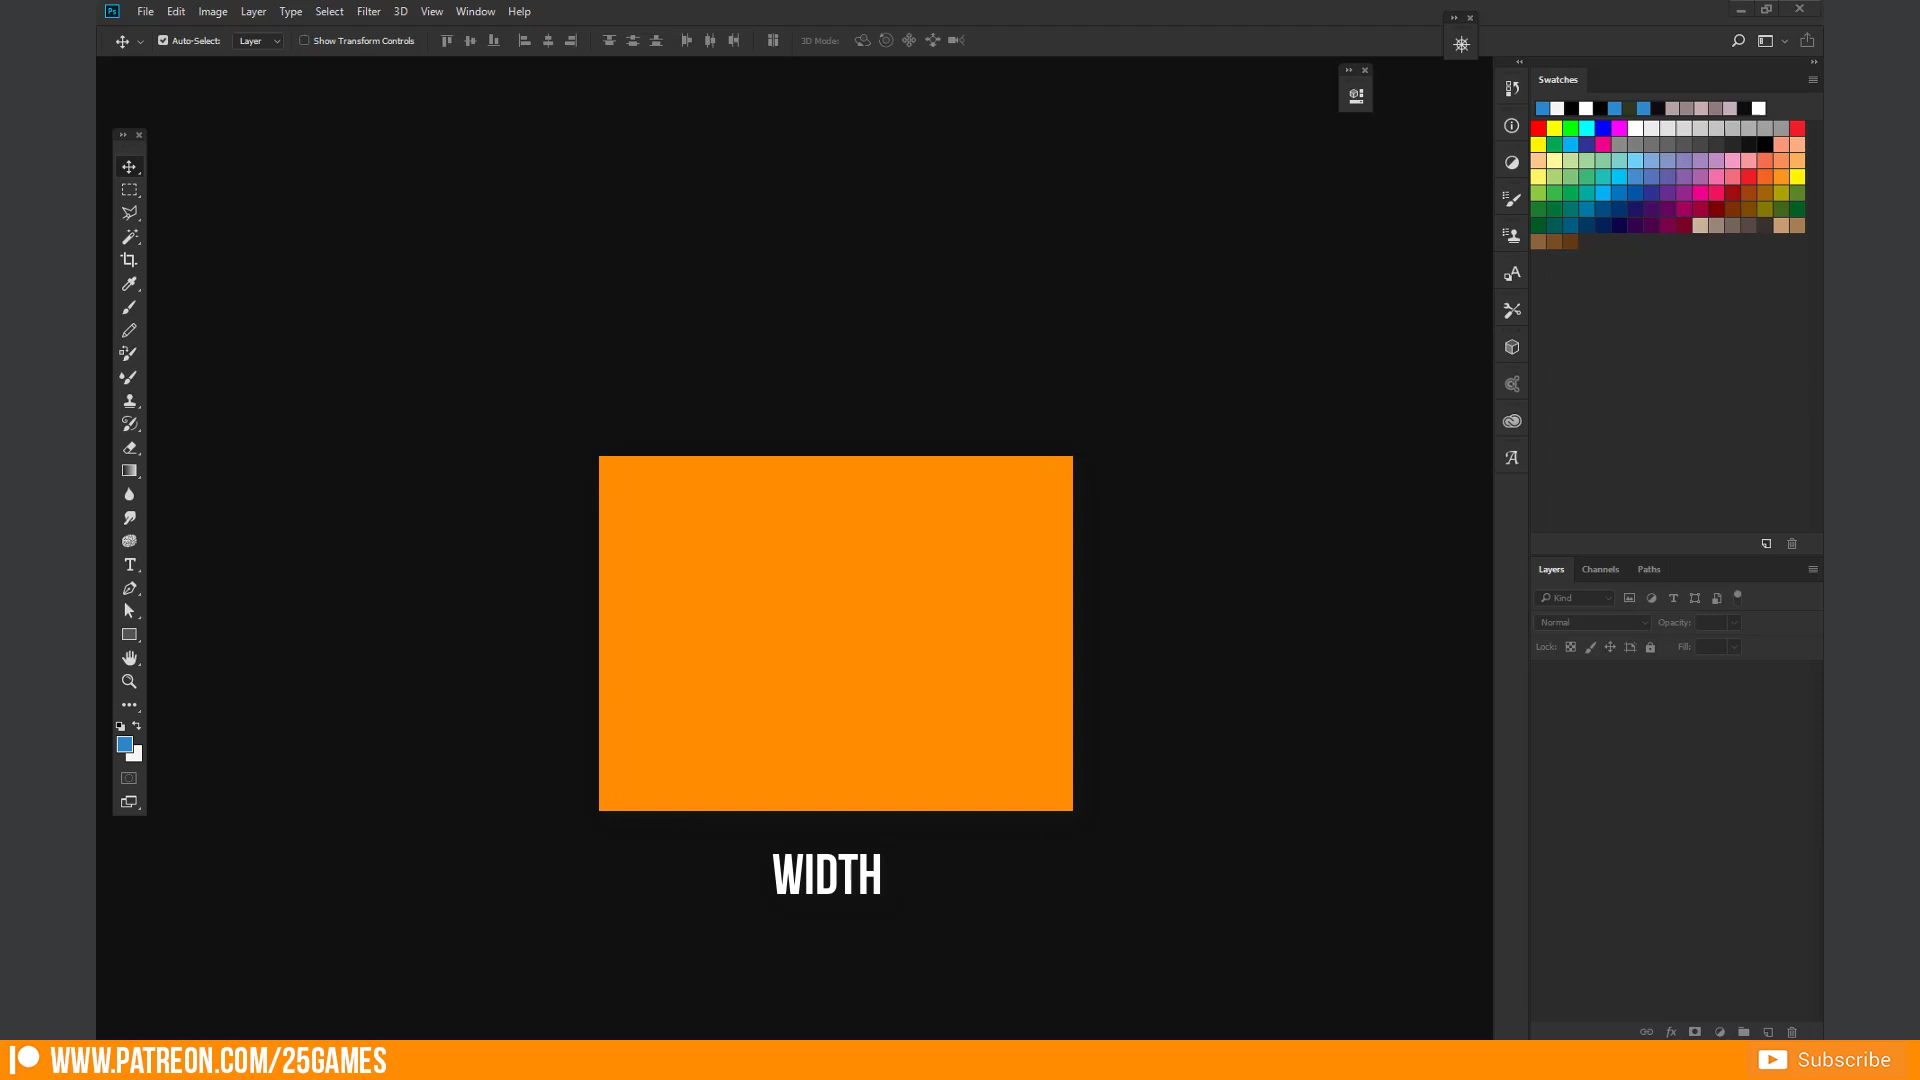 Ps File Edit Image Layer Type Select Filter 3D View Window Help
Auto-Select: Layer Show Transform Controls 3D Mode:
Swatches
Layers Channels Paths
Kind
Normal Opacity:
Lock: Fill:
WIDTH
WWW.PATREON.COM/25GAMES
Subscribe